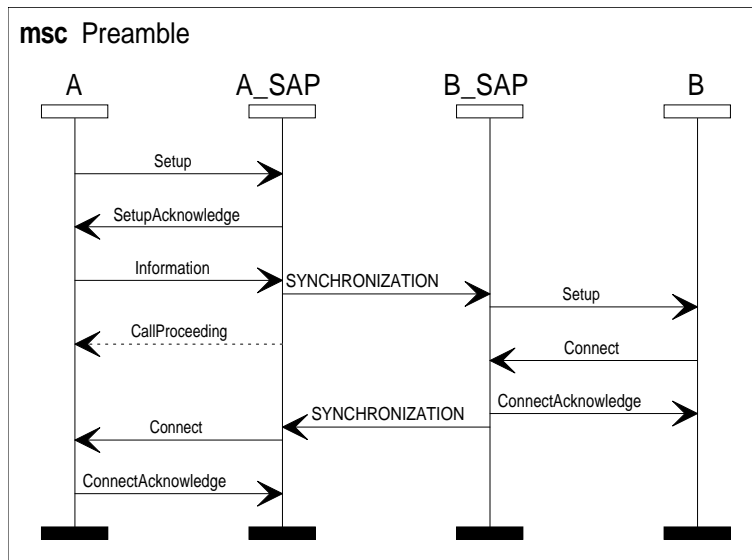 msc Preamble
A A_SAP B_SAP B
Setup
SetupAcknowledge
Information
SYNCHRONIZATION
Setup
CallProceeding
Connect
ConnectAcknowledge
SYNCHRONIZATION
Connect
ConnectAcknowledge